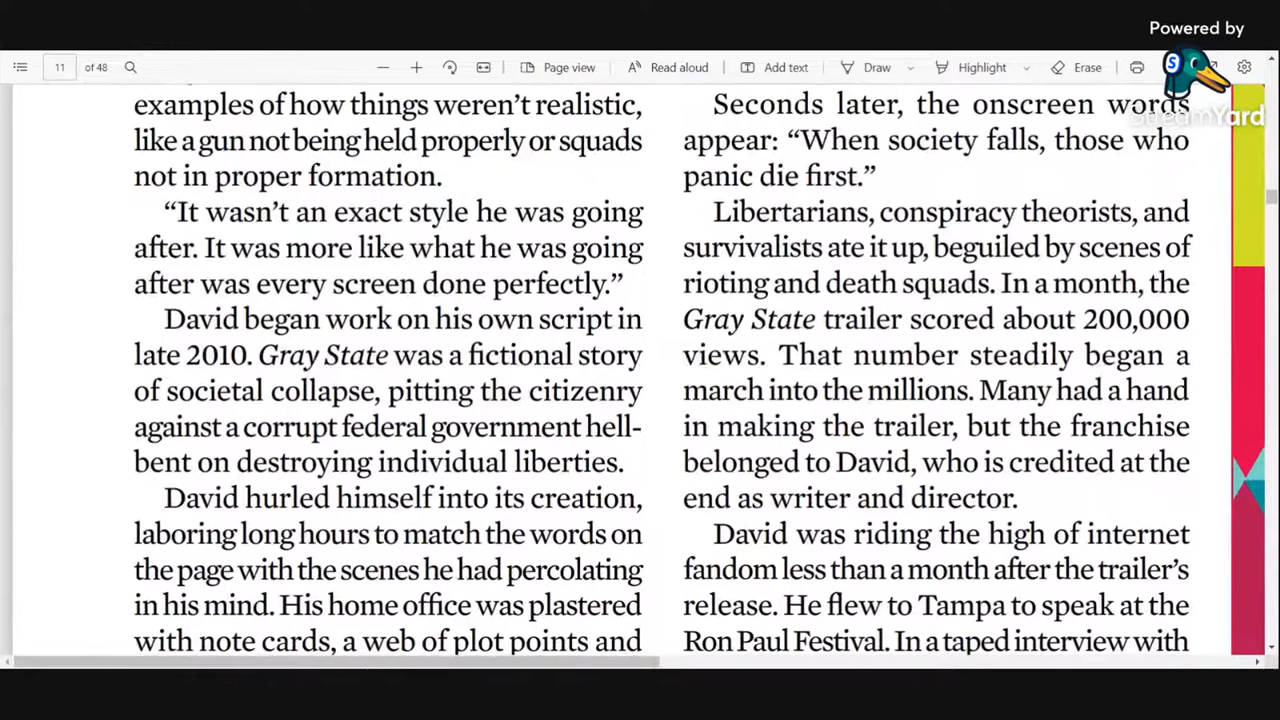 Powered by
StreamYard
11 of 48
Page view
Read aloud
Add text
Draw
Highlight
Erase
examples of how things weren’t realistic,
like a gun not being held properly or squads
not in proper formation.
“It wasn’t an exact style he was going
after. It was more like what he was going
after was every screen done perfectly.”
David began work on his own script in
late 2010. Gray State was a fictional story
of societal collapse, pitting the citizenry
against a corrupt federal government hell-
bent on destroying individual liberties.
David hurled himself into its creation,
laboring long hours to match the words on
the page with the scenes he had percolating
in his mind. His home office was plastered
with note cards, a web of plot points and
Seconds later, the onscreen words
appear: “When society falls, those who
panic die first.”
Libertarians, conspiracy theorists, and
survivalists ate it up, beguiled by scenes of
rioting and death squads. In a month, the
Gray State trailer scored about 200,000
views. That number steadily began a
march into the millions. Many had a hand
in making the trailer, but the franchise
belonged to David, who is credited at the
end as writer and director.
David was riding the high of internet
fandom less than a month after the trailer’s
release. He flew to Tampa to speak at the
Ron Paul Festival. In a taped interview with